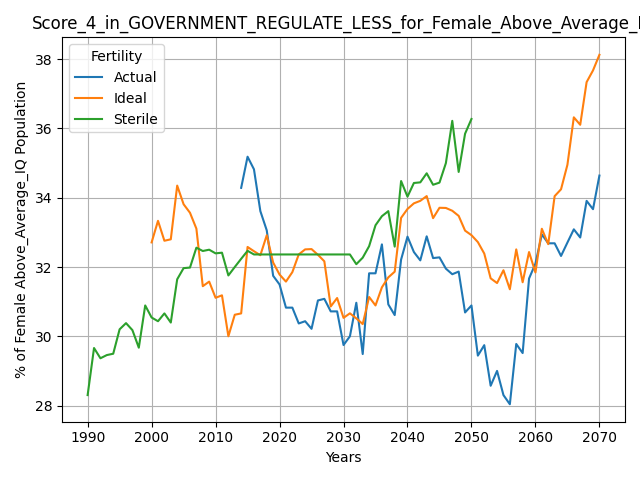 Score_4_in_GOVERNMENT_REGULATE_LESS_for_Female_Above_Average_
Fertility
Actual
Ideal
Sterile
% of Female Above_Average_IQ Population
38
36
34
32
30
28
1990 2000 2010 2020 2030 2040 2050 2060 2070
Years